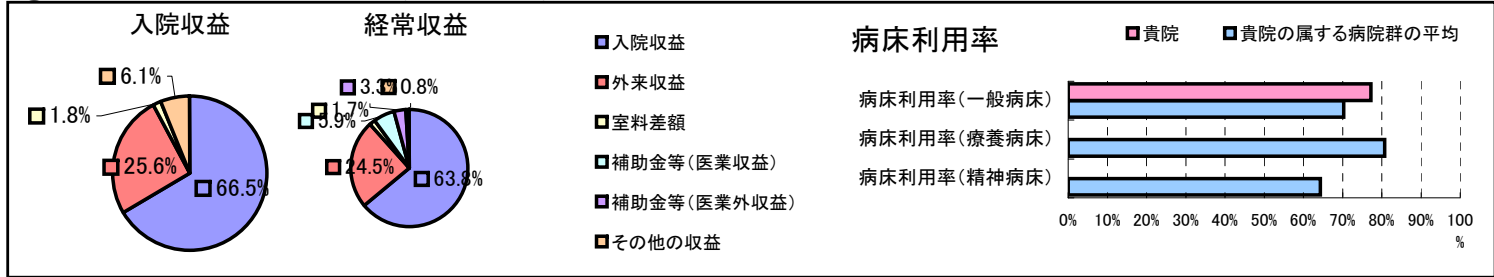 入院収益
6.1%
1.8%
25.6%
66.5%
経常収益
3.3%
0.8%
1.7%
5.9%
24.5%
63.8%
入院収益
外来収益
室料差額
補助金等(医業収益)
補助金等(医業外収益)
その他の収益
病床利用率
貴院
貴院の属する病院群の平均
病床利用率(一般病床)
病床利用率(療養病床)
病床利用率(精神病床)
0% 10% 20% 30% 40% 50% 60% 70% 80% 90% 100
%